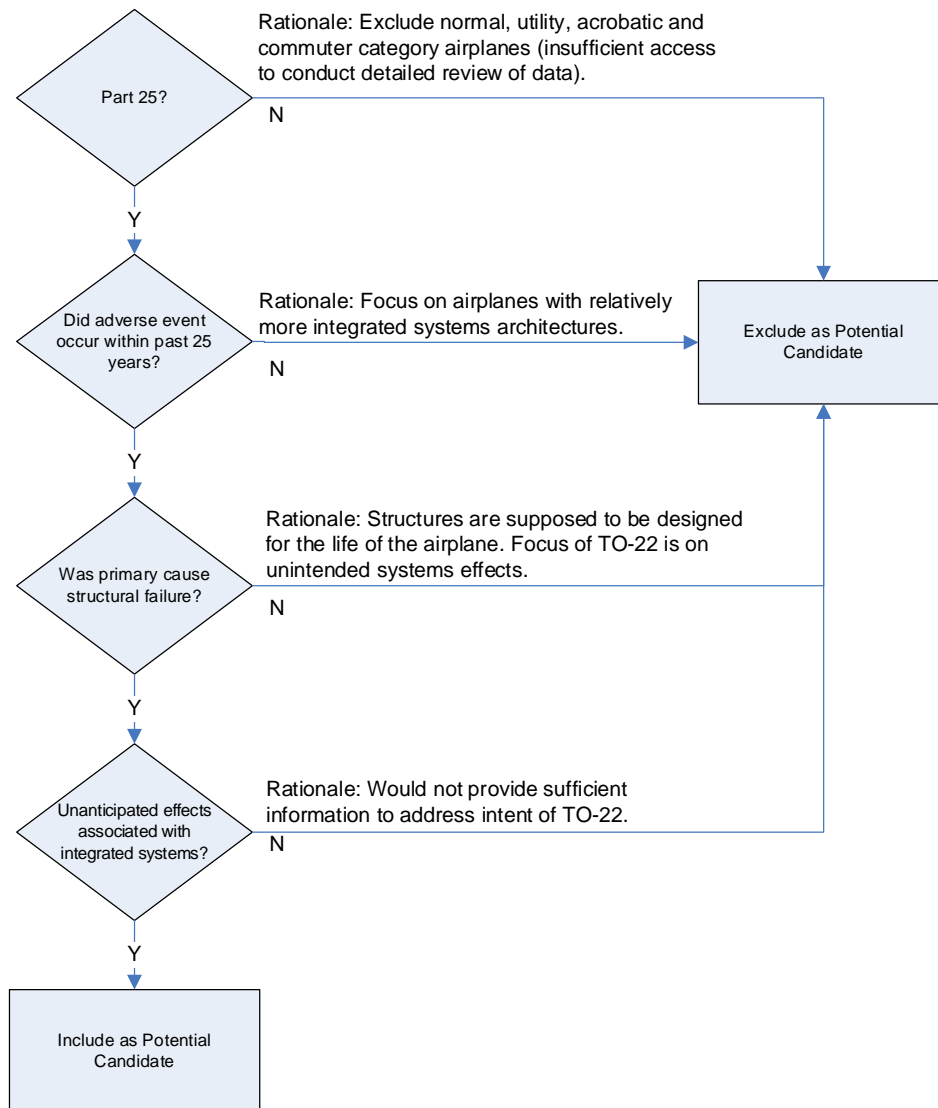 Rationale: Exclude normal, utility, acrobatic and
commuter category airplanes (insufficient access
to conduct detailed review of data).
Part 25?
N
Y
Rationale: Focus on airplanes with relatively
more integrated systems architectures.
Did adverse event
occur within past 25
years?
N
Exclude as Potential
Candidate
Y
Rationale: Structures are supposed to be designed
for the life of the airplane. Focus of TO-22 is on
unintended systems effects.
Was primary cause
structural failure?
N
Y
Rationale: Would not provide sufficient
information to address intent of TO-22.
Unanticipated effects
associated with
integrated systems?
N
Y
Include as Potential
Candidate